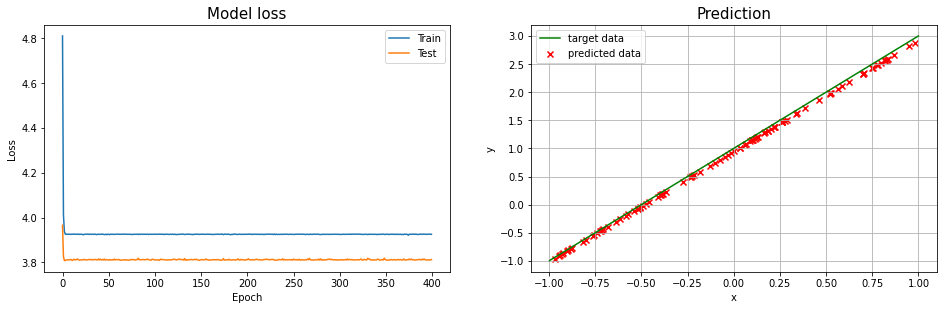 Model loss
Loss
4.8
4.6
4.4
4.2
4.0
3.8
Train
Test
0 50 100 150 200 250 300 350 400
Epoch
Prediction
y
3.0
2.5
2.0
1.5
1.0
0.5
0.0
−0.5
−1.0
target data
predicted data
−1.00 −0.75 −0.50 −0.25 0.00 0.25 0.50 0.75 1.00
x